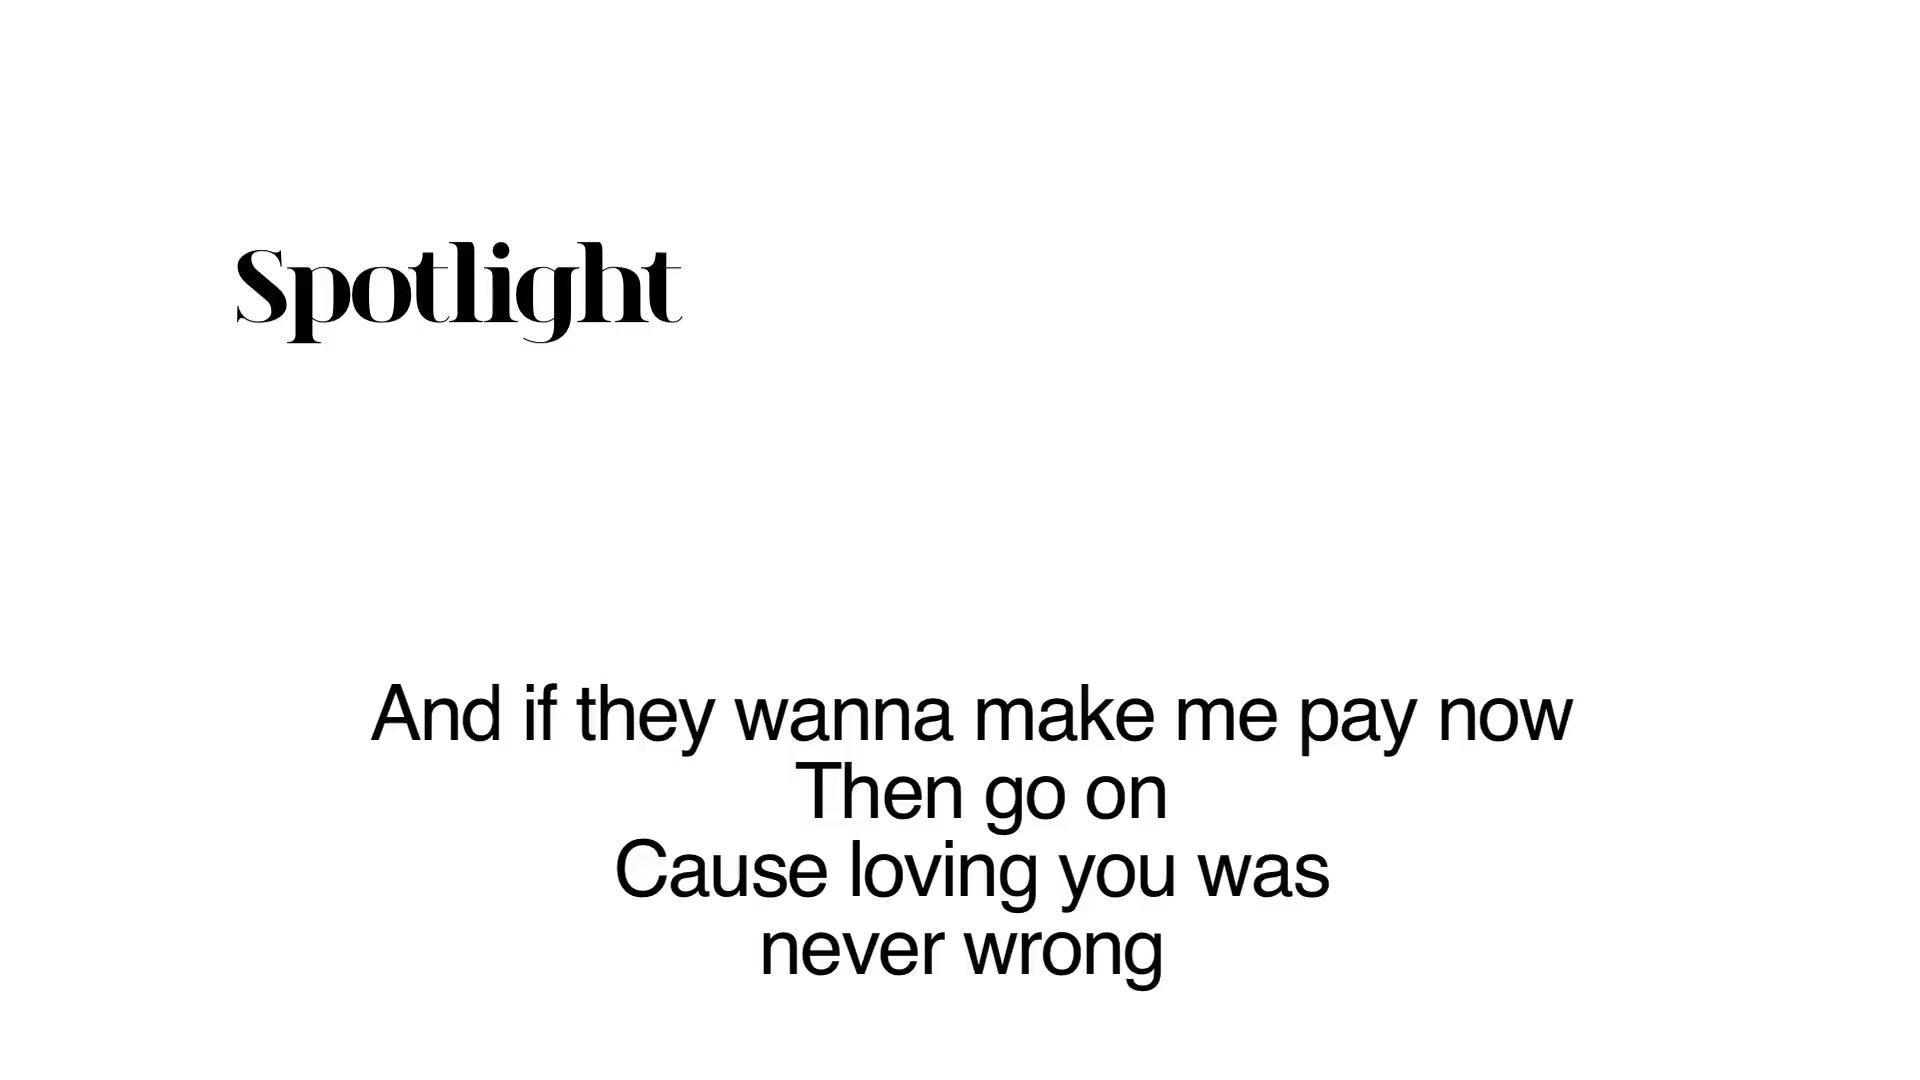 Spotlight
And if they wanna make me pay now
Then go on
Cause loving you was
never wrong